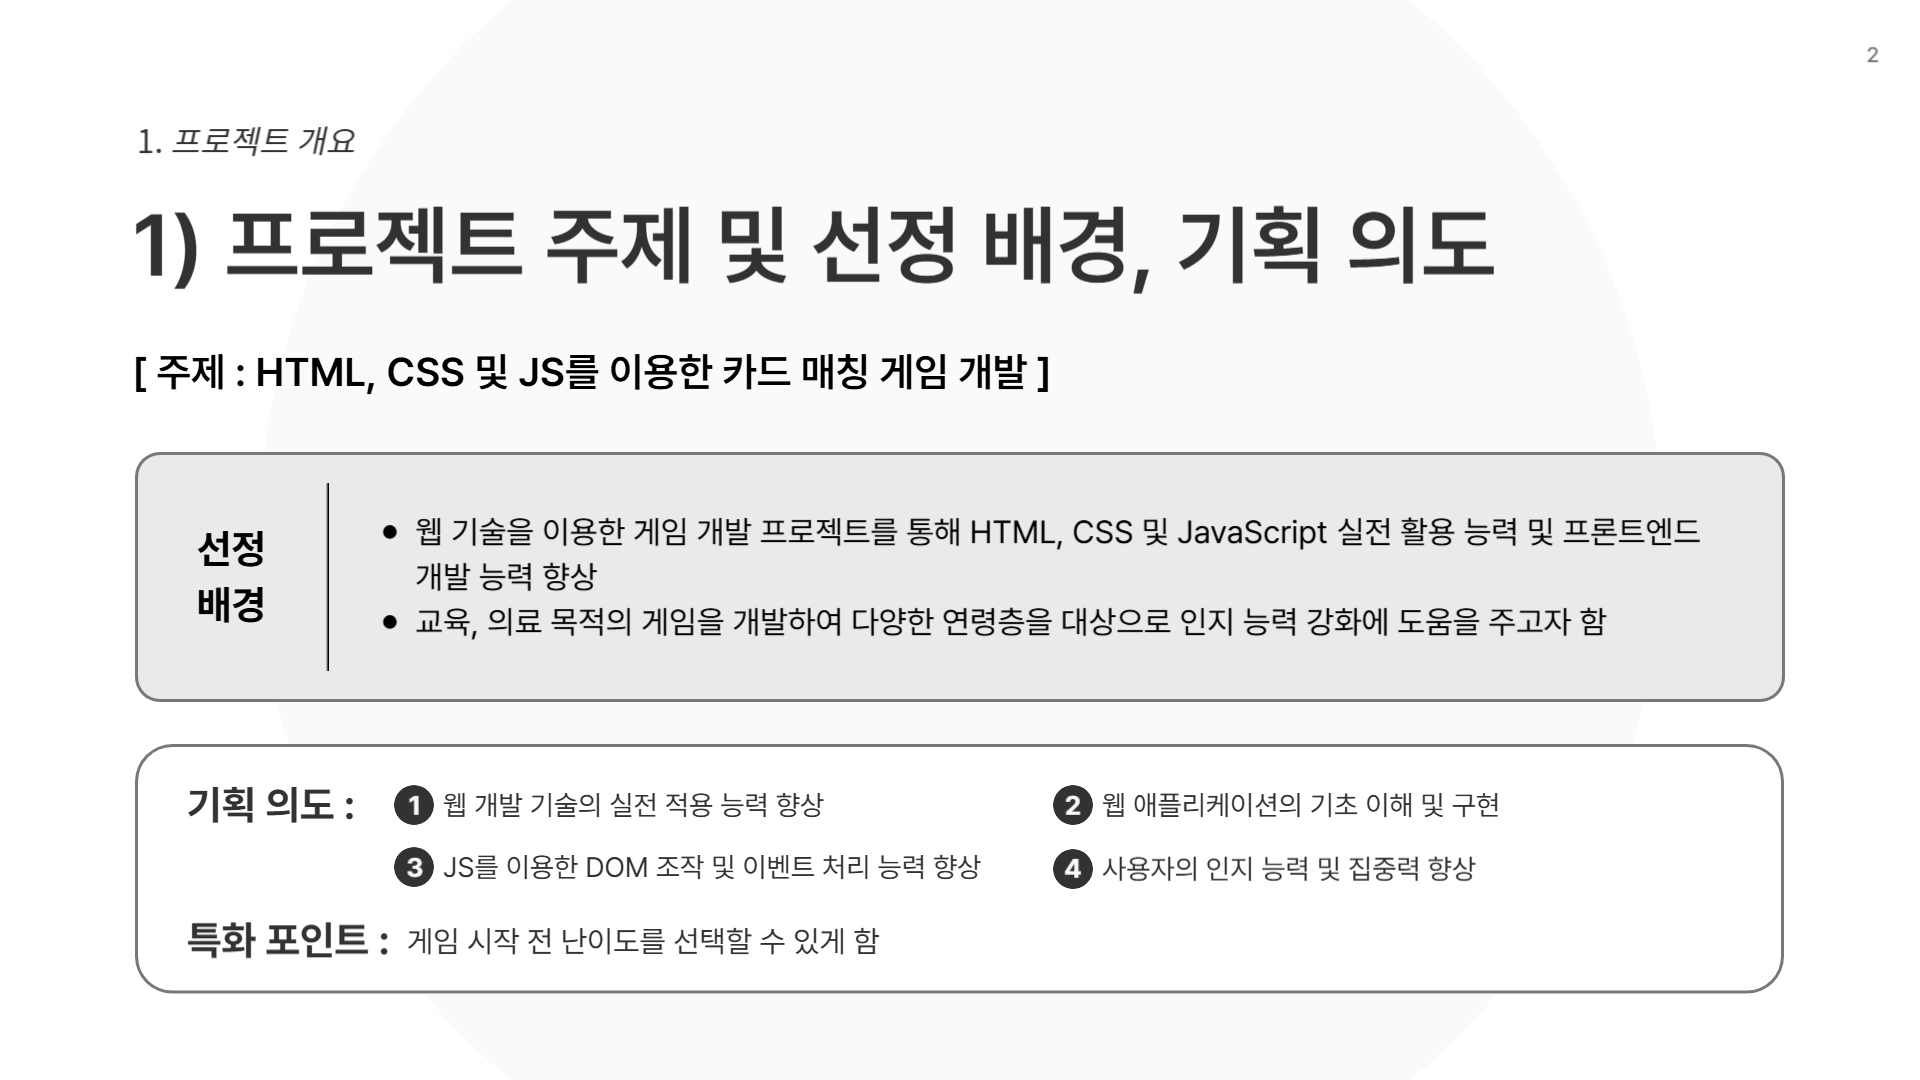 2
1. 프로젝트 개요
1) 프로젝트 주제 및 선정 배경, 기획 의도
[ 주제 : HTML, CSS 및 JS를 이용한 카드 매칭 게임 개발 ]
선정
배경
● 웹 기술을 이용한 게임 개발 프로젝트를 통해 HTML, CSS 및 JavaScript 실전 활용 능력 및 프론트엔드
개발 능력 향상
● 교육, 의료 목적의 게임을 개발하여 다양한 연령층을 대상으로 인지 능력 강화에 도움을 주고자 함
기획 의도 : 1 웹 개발 기술의 실전 적용 능력 향상 2 웹 애플리케이션의 기초 이해 및 구현
3 JS를 이용한 DOM 조작 및 이벤트 처리 능력 향상 4 사용자의 인지 능력 및 집중력 향상
특화 포인트 : 게임 시작 전 난이도를 선택할 수 있게 함